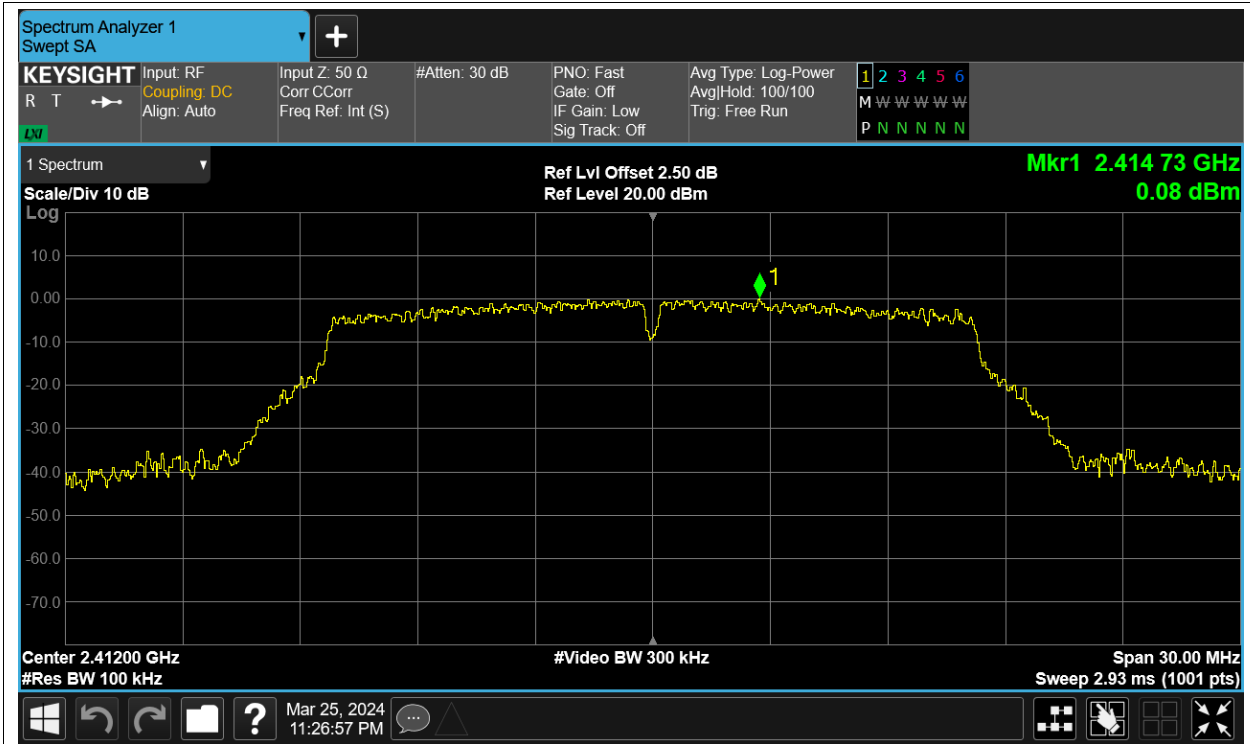 Spectrum Analyzer 1
Swept SA
KEYSIGHT
R T
LXI
Input: RF
Coupling: DC
Align: Auto
Input Z: 50 Ω
Corr CCorr
Freq Ref: Int (S)
#Atten: 30 dB
PNO: Fast
Gate: Off
IF Gain: Low
Sig Track: Off
Avg Type: Log-Power
Avg|Hold: 100/100
Trig: Free Run
1 2 3 4 5 6
M W W W W W
P N N N N N
1 Spectrum
Scale/Div 10 dB
Log
Ref Lvl Offset 2.50 dB
Ref Level 20.00 dBm
Mkr1 2.414 73 GHz
0.08 dBm
10.0
0.00
-10.0
-20.0
-30.0
-40.0
-50.0
-60.0
-70.0
1
Center 2.41200 GHz
#Video BW 300 kHz
Span 30.00 MHz
#Res BW 100 kHz
Sweep 2.93 ms (1001 pts)
?
Mar 25, 2024
11:26:57 PM